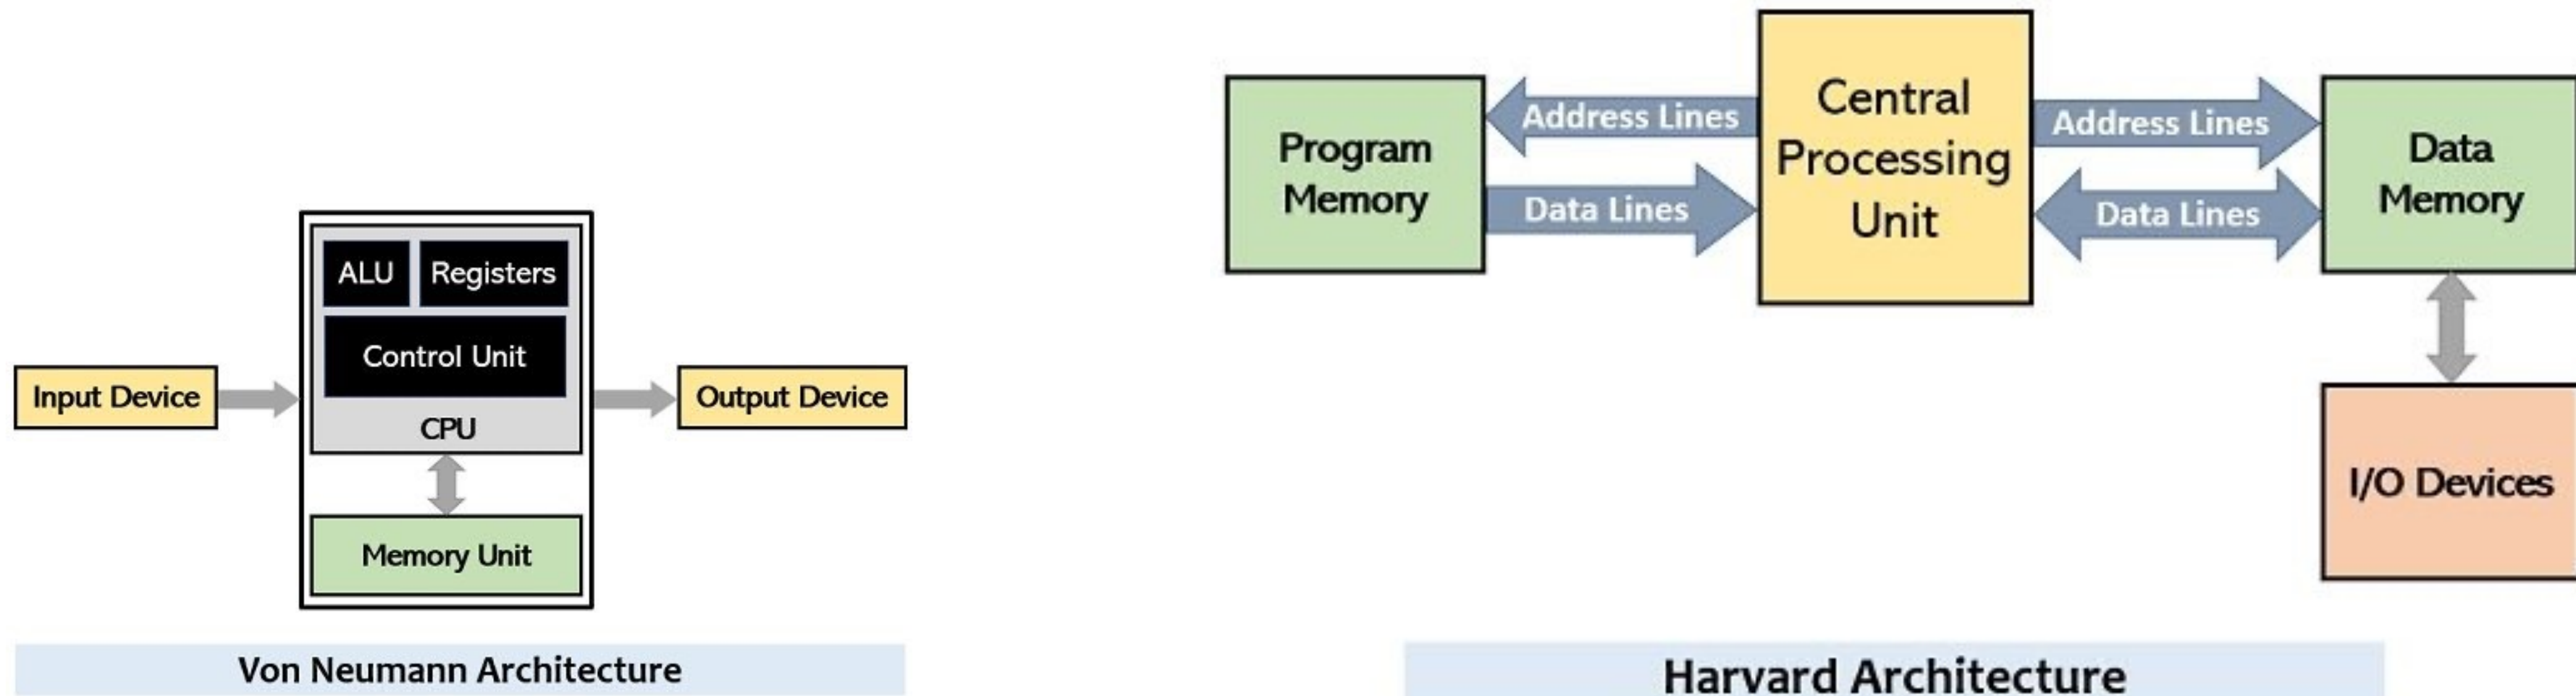 ALU
Registers
Control Unit
CPU
Input Device
Output Device
Memory Unit
Von Neumann Architecture
Program
Memory
Address Lines
Data Lines
Central
Processing
Unit
Address Lines
Data Lines
Data
Memory
I/O Devices
Harvard Architecture